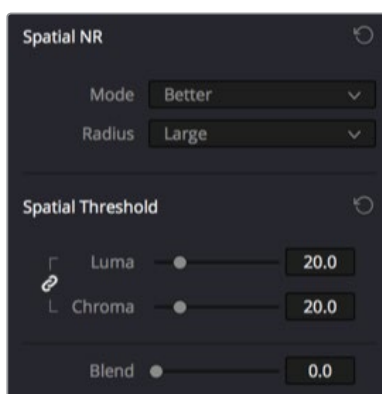 Spatial NR
Mode Better
Radius Large
Spatial Threshold
Luma 20.0
Chroma 20.0
Blend 0.0